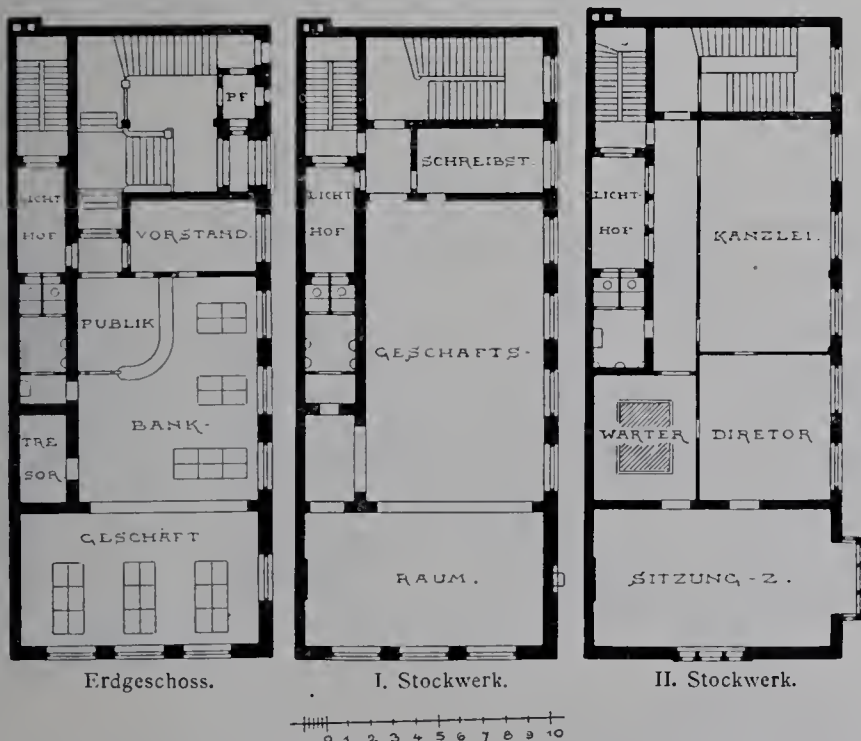 PF
LICHT
HOF
VORSTAND.
PUBLIK
BANK-
TRE
SOR.
GESCHÄFT
Erdgeschoss.
SCHREIBST.
LICHT
HOF
GESCHÄFTS-
RAUM.
I. Stockwerk.
LICHT-
HOF
KANZLEI.
WARTER
DIRETOR
SITZUNG-Z.
II. Stockwerk.
0 1 2 3 4 5 6 7 8 9 10